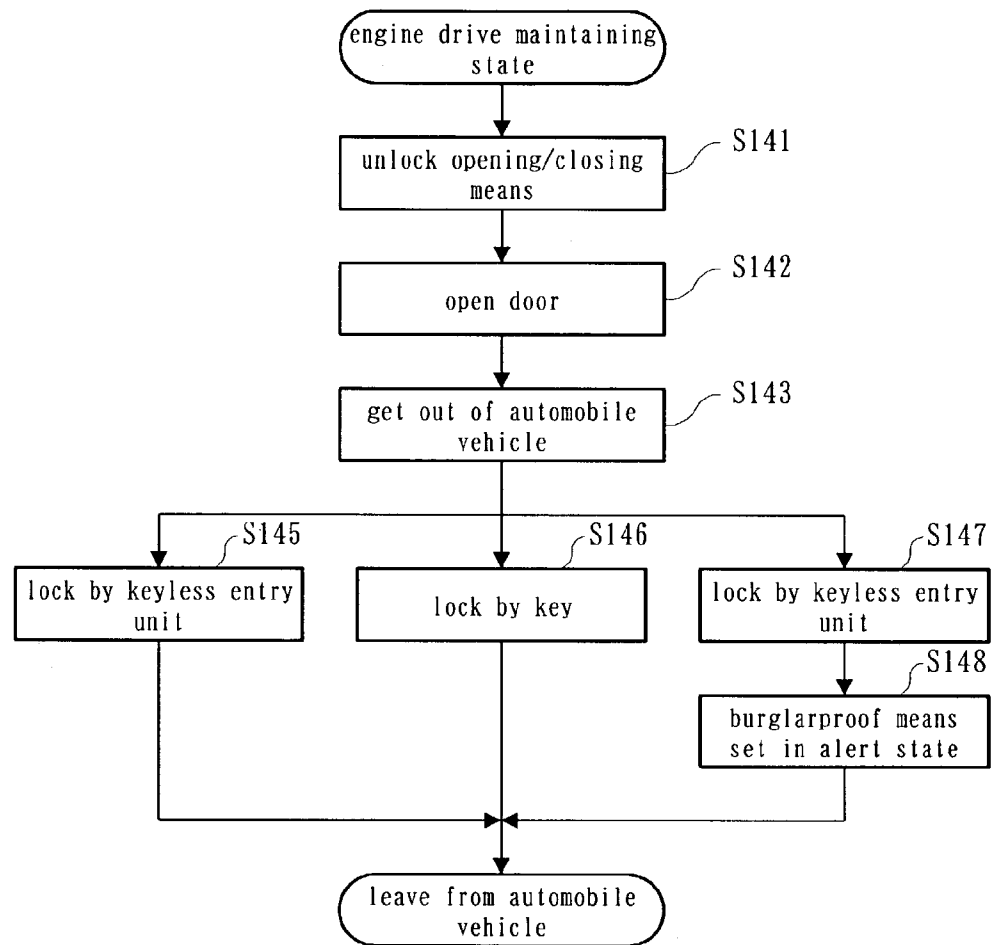 engine drive maintaining
state
S141
unlock opening/closing
means
S142
open door
S143
get out of automobile
vehicle
S145
S146
S147
lock by keyless entry
unit
lock by key
lock by keyless entry
unit
S148
burglarproof means
set in alert state
leave from automobile
vehicle